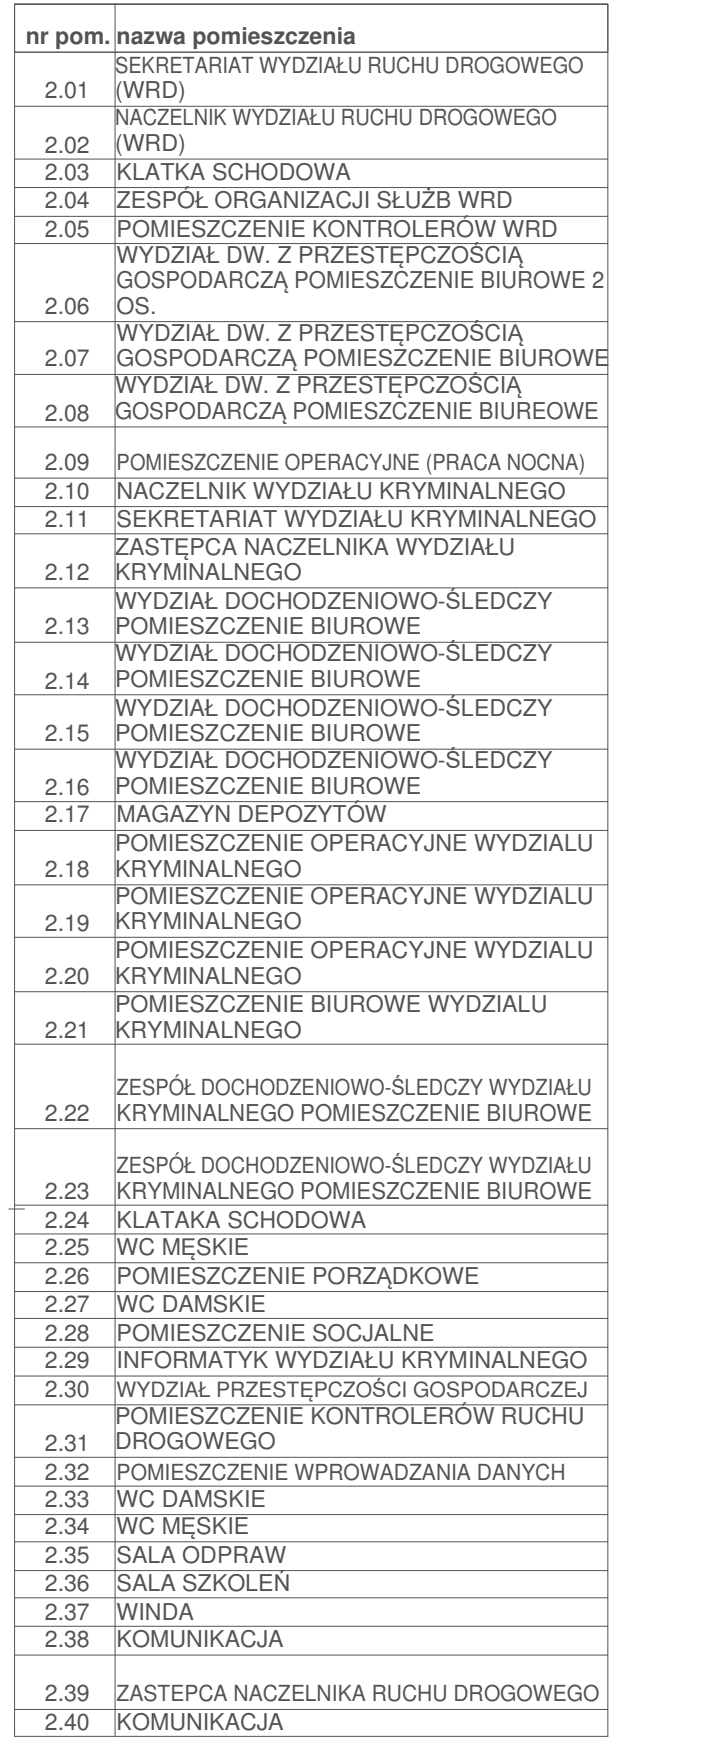 nr pom. nazwa pomieszczenia
SEKRETARIAT WYDZIAŁU RUCHU DROGOWEGO
2.01 (WRD)
NACZELNIK WYDZIAŁU RUCHU DROGOWEGO
2.02 (WRD)
2.03 KLATKA SCHODOWA
2.04 ZESPÓŁ ORGANIZACJI SŁUŻB WRD
2.05 POMIESZCZENIE KONTROLERÓW WRD
WYDZIAŁ DW. Z PRZESTĘPCZOŚCIĄ
GOSPODARCZĄ POMIESZCZENIE BIUROWE 2
2.06 OS.
WYDZIAŁ DW. Z PRZESTĘPCZOŚCIĄ
2.07 GOSPODARCZĄ POMIESZCZENIE BIUROWE
WYDZIAŁ DW. Z PRZESTĘPCZOŚCIĄ
2.08 GOSPODARCZĄ POMIESZCZENIE BIUREOWE
2.09 POMIESZCZENIE OPERACYJNE (PRACA NOCNA)
2.10 NACZELNIK WYDZIAŁU KRYMINALNEGO
2.11 SEKRETARIAT WYDZIAŁU KRYMINALNEGO
ZASTĘPCA NACZELNIKA WYDZIAŁU
2.12 KRYMINALNEGO
WYDZIAŁ DOCHODZENIOWO-ŚLEDCZY
2.13 POMIESZCZENIE BIUROWE
WYDZIAŁ DOCHODZENIOWO-ŚLEDCZY
2.14 POMIESZCZENIE BIUROWE
WYDZIAŁ DOCHODZENIOWO-ŚLEDCZY
2.15 POMIESZCZENIE BIUROWE
WYDZIAŁ DOCHODZENIOWO-ŚLEDCZY
2.16 POMIESZCZENIE BIUROWE
2.17 MAGAZYN DEPOZYTÓW
POMIESZCZENIE OPERACYJNE WYDZIALU
2.18 KRYMINALNEGO
POMIESZCZENIE OPERACYJNE WYDZIALU
2.19 KRYMINALNEGO
POMIESZCZENIE OPERACYJNE WYDZIALU
2.20 KRYMINALNEGO
POMIESZCZENIE BIUROWE WYDZIALU
2.21 KRYMINALNEGO
ZESPÓŁ DOCHODZENIOWO-ŚLEDCZY WYDZIAŁU
2.22 KRYMINALNEGO POMIESZCZENIE BIUROWE
ZESPÓŁ DOCHODZENIOWO-ŚLEDCZY WYDZIAŁU
2.23 KRYMINALNEGO POMIESZCZENIE BIUROWE
2.24 KLATAKA SCHODOWA
2.25 WC MĘSKIE
2.26 POMIESZCZENIE PORZĄDKOWE
2.27 WC DAMSKIE
2.28 POMIESZCZENIE SOCJALNE
2.29 INFORMATYK WYDZIAŁU KRYMINALNEGO
2.30 WYDZIAŁ PRZESTĘPCZOŚCI GOSPODARCZEJ
POMIESZCZENIE KONTROLERÓW RUCHU
2.31 DROGOWEGO
2.32 POMIESZCZENIE WPROWADZANIA DANYCH
2.33 WC DAMSKIE
2.34 WC MĘSKIE
2.35 SALA ODPRAW
2.36 SALA SZKOLEŃ
2.37 WINDA
2.38 KOMUNIKACJA
2.39 ZASTEPCA NACZELNIKA RUCHU DROGOWEGO
2.40 KOMUNIKACJA